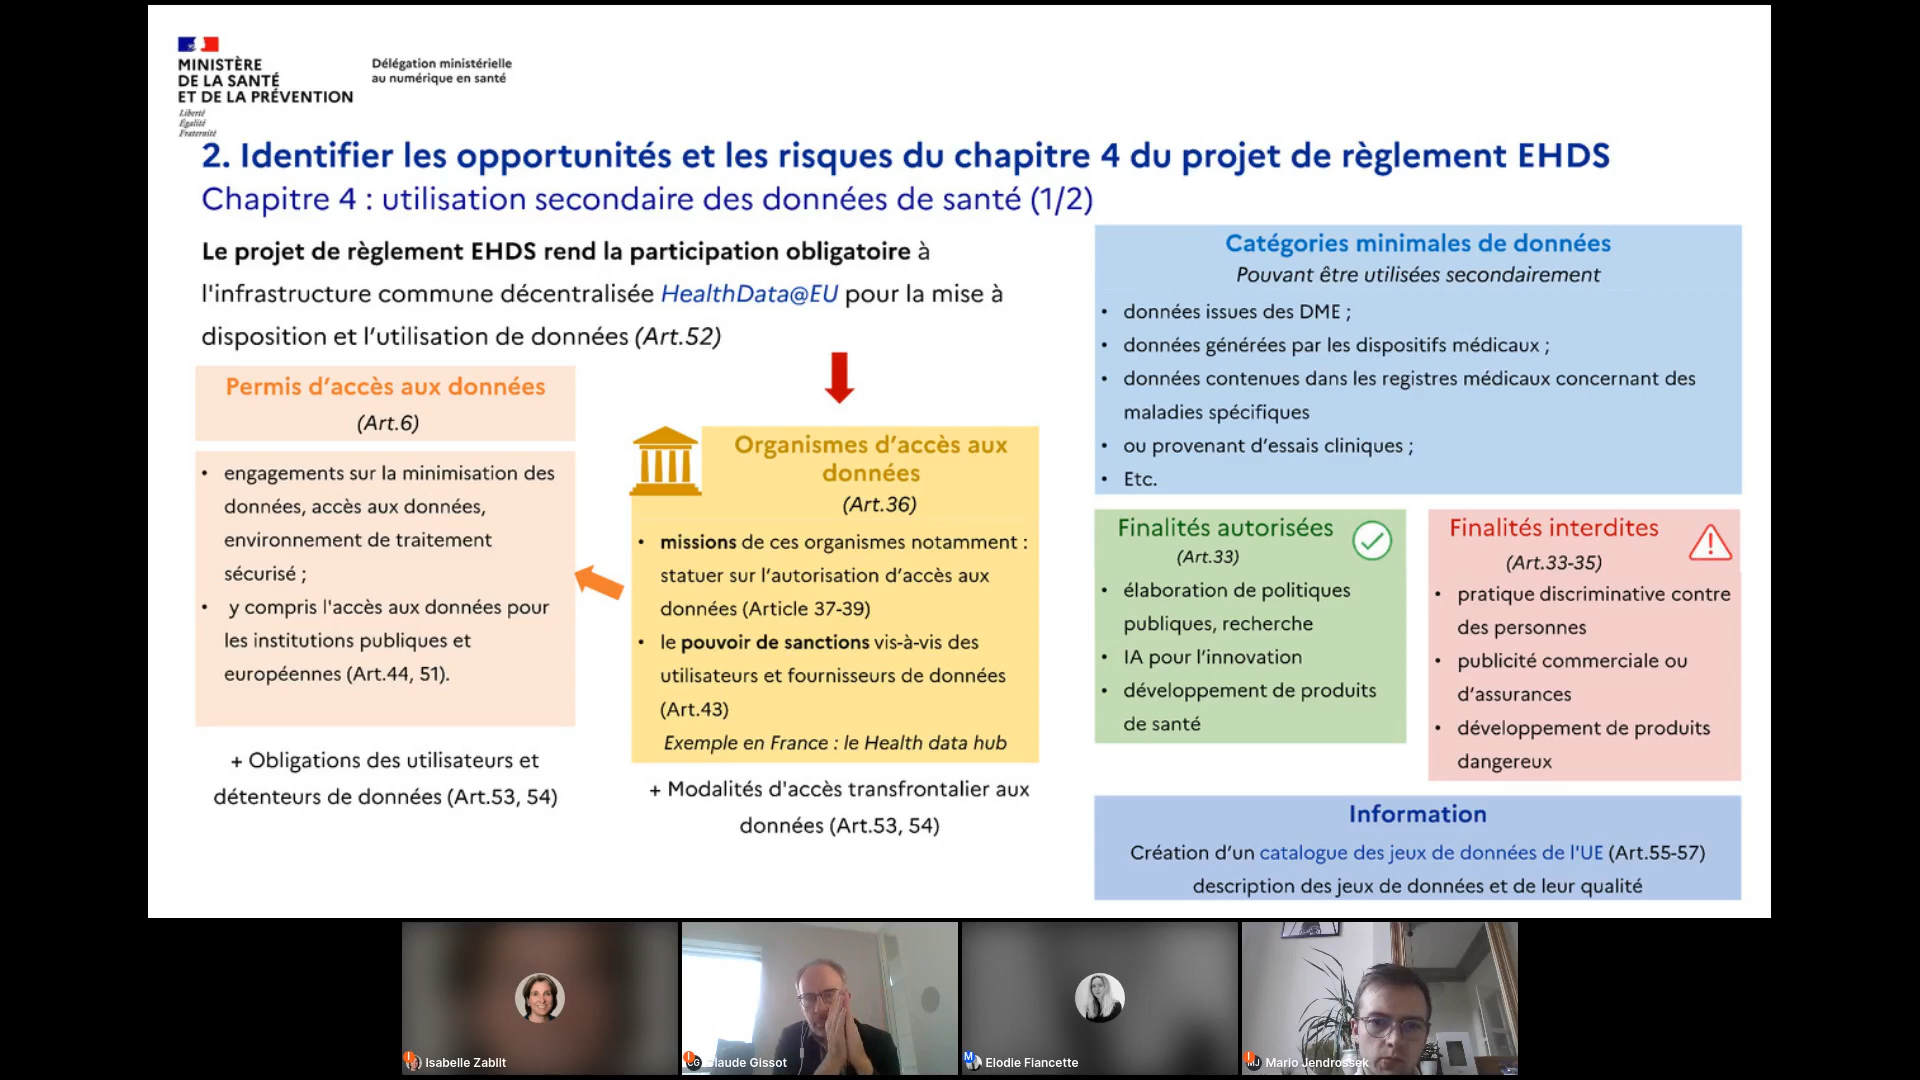 MINISTÈRE
DE LA SANTÉ
ET DE LA PRÉVENTION
Liberté
Égalité
Fraternité
Délégation ministérielle
au numérique en santé
2. Identifier les opportunités et les risques du chapitre 4 du projet de règlement EHDS
Chapitre 4 : utilisation secondaire des données de santé (1/2)
Le projet de règlement EHDS rend la participation obligatoire à
l'infrastructure commune décentralisée HealthData@EU pour la mise à
disposition et l’utilisation de données (Art.52)
Permis d’accès aux données
(Art.6)
• engagements sur la minimisation des
données, accès aux données,
environnement de traitement
sécurisé ;
• y compris l'accès aux données pour
les institutions publiques et
européennes (Art.44, 51).
+ Obligations des utilisateurs et
détenteurs de données (Art.53, 54)
Organismes d’accès aux
données
(Art.36)
• missions de ces organismes notamment :
statuer sur l’autorisation d’accès aux
données (Article 37-39)
• le pouvoir de sanctions vis-à-vis des
utilisateurs et fournisseurs de données
(Art.43)
Exemple en France : le Health data hub
+ Modalités d'accès transfrontalier aux
données (Art.53, 54)
Catégories minimales de données
Pouvant être utilisées secondairement
• données issues des DME ;
• données générées par les dispositifs médicaux ;
• données contenues dans les registres médicaux concernant des
maladies spécifiques
• ou provenant d’essais cliniques ;
• Etc.
Finalités autorisées
(Art.33)
• élaboration de politiques
publiques, recherche
• IA pour l’innovation
• développement de produits
de santé
Finalités interdites
(Art.33-35)
• pratique discriminative contre
des personnes
• publicité commerciale ou
d’assurances
• développement de produits
dangereux
Information
Création d’un catalogue des jeux de données de l'UE (Art.55-57)
description des jeux de données et de leur qualité
Isabelle Zablit
Claude Gissot
Elodie Fiancette
Mario Jendrossek